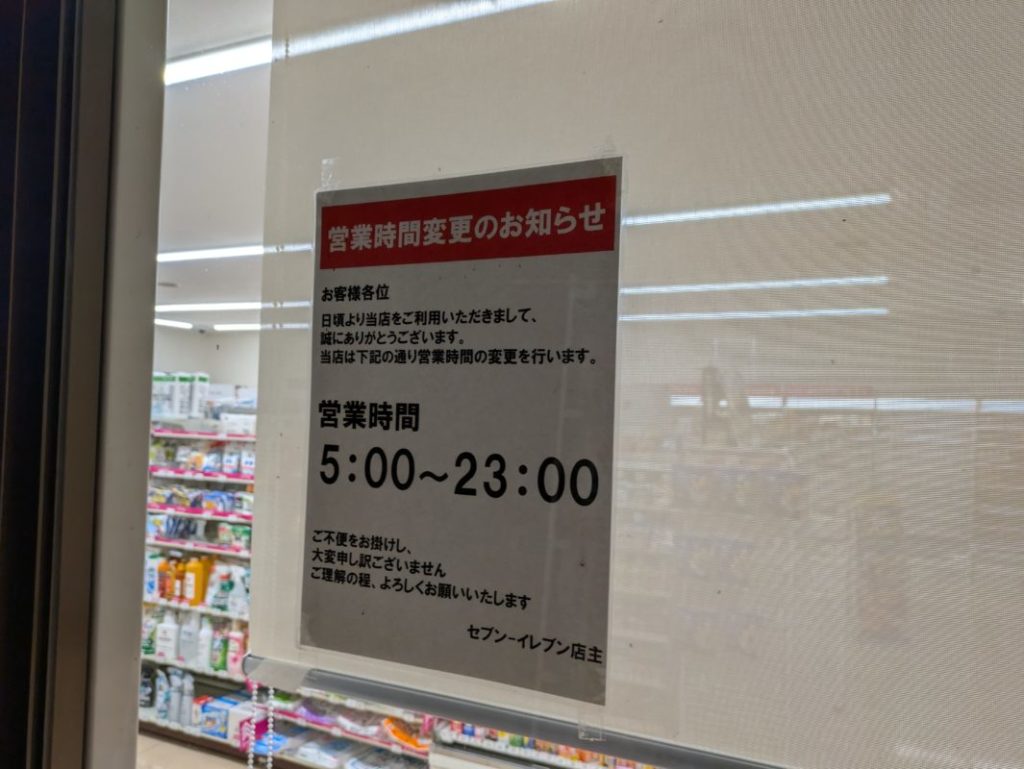 営業時間変更のお知らせ
お客様各位
日頃より当店をご利用いただきまして、
誠にありがとうございます。
当店は下記の通り営業時間の変更を行います。
営業時間
5:00～23:00
ご不便をお掛けし、
大変申し訳ございません
ご理解の程、よろしくお願いいたします
セブン-イレブン店主